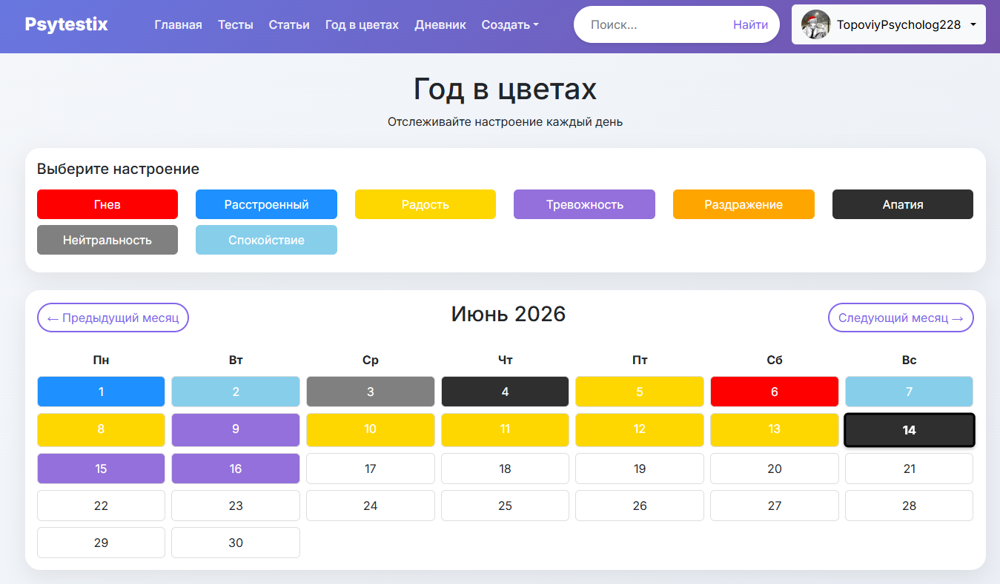 Psytestix Главная Тесты Статьи Год в цветах Дневник Создать Поиск... Найти TopoviyPsycholog228
Год в цветах
Отслеживайте настроение каждый день
Выберите настроение
Гнев Расстроенный Радость Тревожность Раздражение Апатия
Нейтральность Спокойствие
← Предыдущий месяц Июнь 2026 Следующий месяц →
Пн Вт Ср Чт Пт Сб Вс
1 2 3 4 5 6 7
8 9 10 11 12 13 14
15 16 17 18 19 20 21
22 23 24 25 26 27 28
29 30